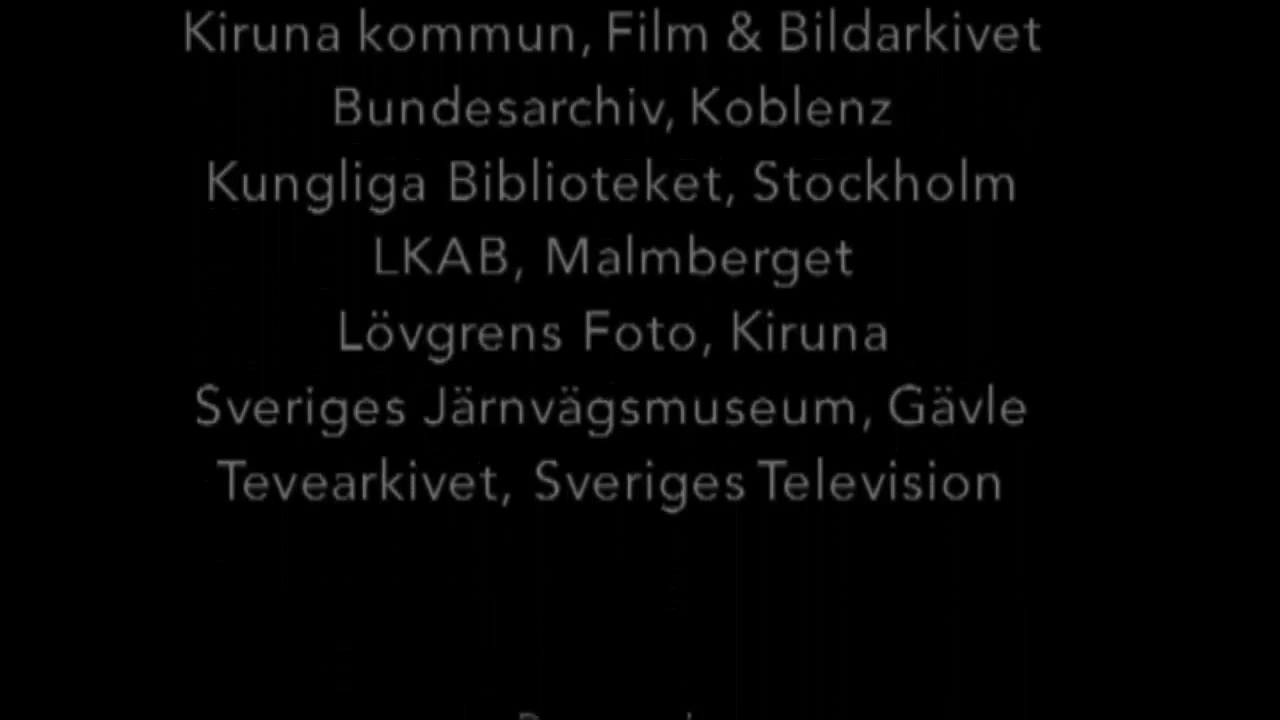 Kiruna kommun, Film & Bildarkivet
Bundesarchiv, Koblenz
Kungliga Biblioteket, Stockholm
LKAB, Malmberget
Lövgrens Foto, Kiruna
Sveriges Järnvägsmuseum, Gävle
Tevearkivet, Sveriges Television